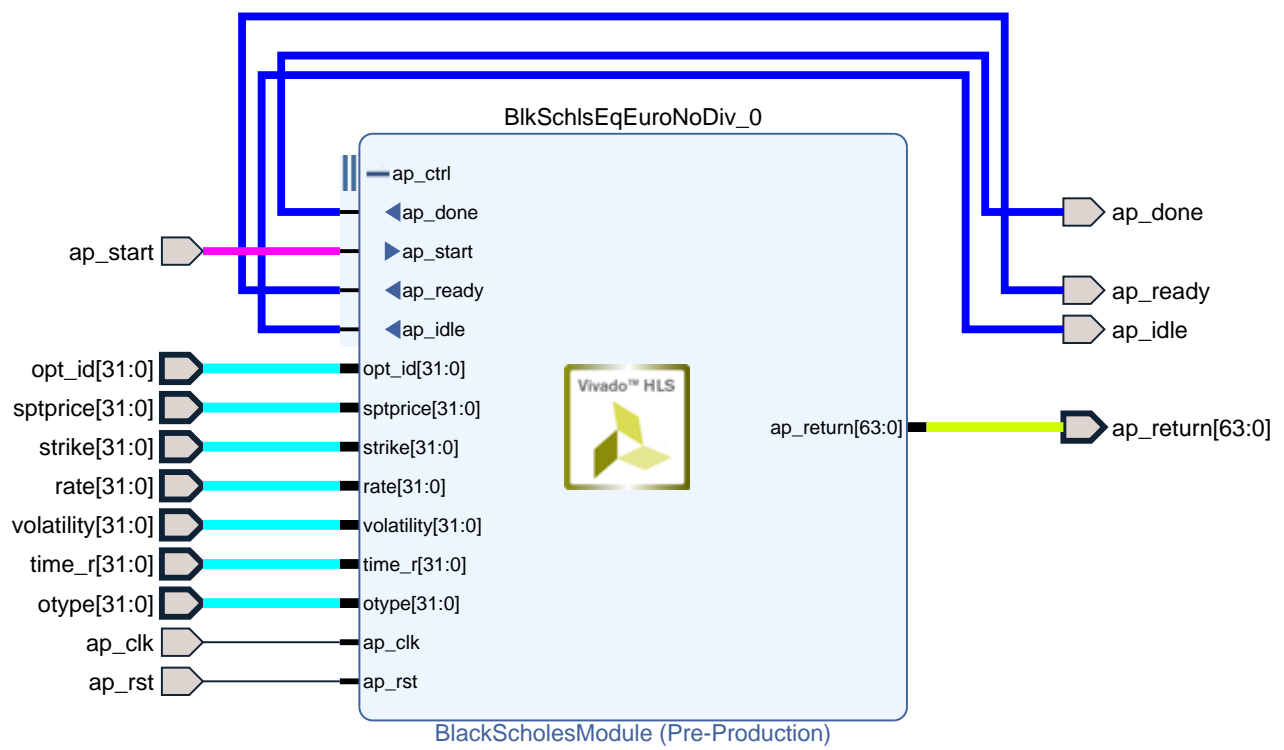 BlkSchlsEqEuroNoDiv_0
ap_ctrl
ap_done
ap_done
ap_start
ap_start
ap_ready
ap_ready
ap_idle
ap_idle
opt_id[31:0]
opt_id[31:0]
Vivado™ HLS
sptprice[31:0]
sptprice[31:0]
ap_return[63:0]
ap_return[63:0]
strike[31:0]
strike[31:0]
rate[31:0]
rate[31:0]
volatility[31:0]
volatility[31:0]
time_r[31:0]
time_r[31:0]
otype[31:0]
otype[31:0]
ap_clk
ap_clk
ap_rst
ap_rst
BlackScholesModule (Pre-Production)